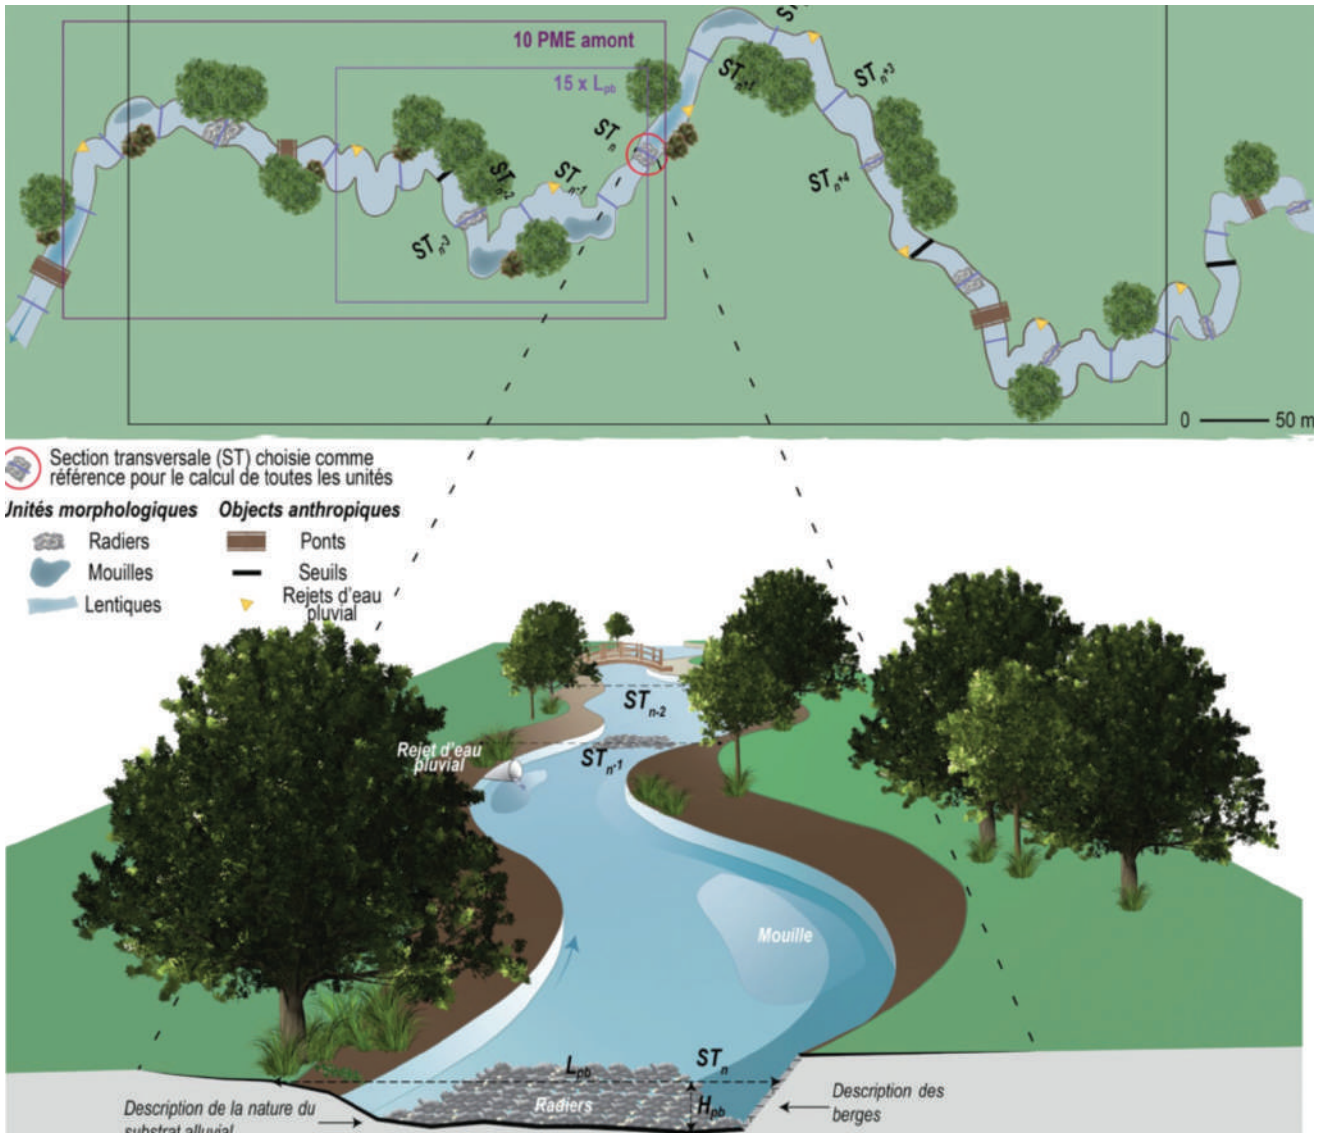 10 PME amont
15 x Lpb
ST
STn+1
STn+3
STn
STn-2
STn-1
STn+4
STn-3
0 50 m
Section transversale (ST) choisie comme
référence pour le calcul de toutes les unités
Unités morphologiques Objects anthropiques
Radiers Ponts
Mouilles Seuils
Lentiques Rejets d'eau
pluvial
STn-2
Rejet d'eau
pluvial
STn-1
Mouille
STn
Lpb
Radiers
Hpb
Description des
berges
Description de la nature du
substrat alluvial